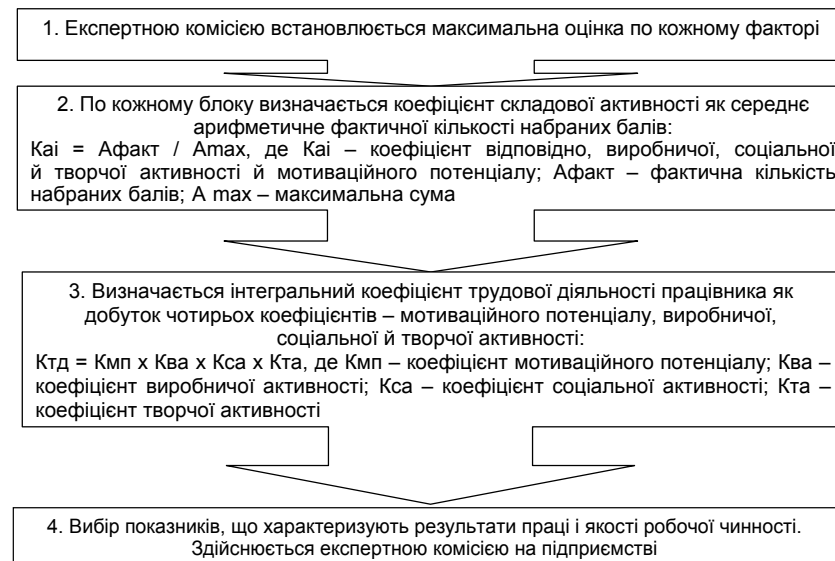 1. Експертною комісією встановлюється максимальна оцінка по кожному факторі
2. По кожному блоку визначається коефіцієнт складової активності як середнє
арифметичне фактичної кількості набраних балів:
Каі = Афакт / Аmax, де Каі – коефіцієнт відповідно, виробничої, соціальної
й творчої активності й мотиваційного потенціалу; Афакт – фактична кількість
набраних балів; А max – максимальна сума
3. Визначається інтегральний коефіцієнт трудової діяльності працівника як
добуток чотирьох коефіцієнтів – мотиваційного потенціалу, виробничої,
соціальної й творчої активності:
Ктд = Кмп х Ква х Кса х Кта, де Кмп – коефіцієнт мотиваційного потенціалу; Ква –
коефіцієнт виробничої активності; Кса – коефіцієнт соціальної активності; Кта –
коефіцієнт творчої активності
4. Вибір показників, що характеризують результати праці і якості робочої чинності.
Здійснюється експертною комісією на підприємстві